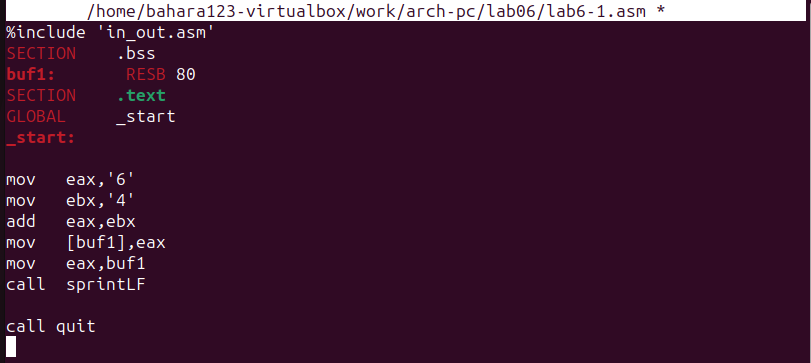 /home/bahara123-virtualbox/work/arch-pc/lab06/lab6-1.asm *
%include 'in_out.asm'
SECTION .bss
buf1: RESB 80
SECTION .text
GLOBAL _start
_start:
mov eax,'6'
mov ebx,'4'
add eax,ebx
mov [buf1],eax
mov eax,buf1
call sprintLF
call quit